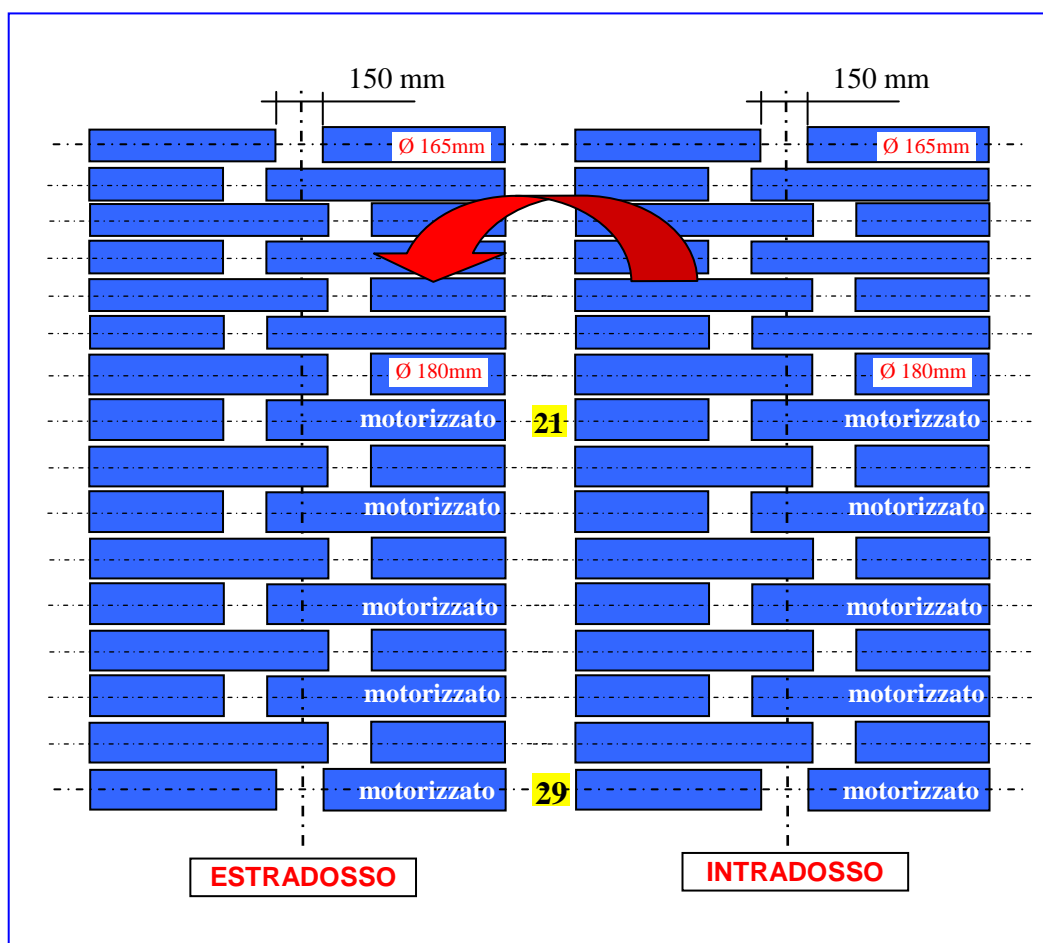 150 mm 150 mm
Ø 165mm Ø 165mm
Ø 180mm Ø 180mm
motorizzato 21 motorizzato
motorizzato motorizzato
motorizzato motorizzato
motorizzato motorizzato
motorizzato 29 motorizzato
ESTRADOSSO INTRADOSSO